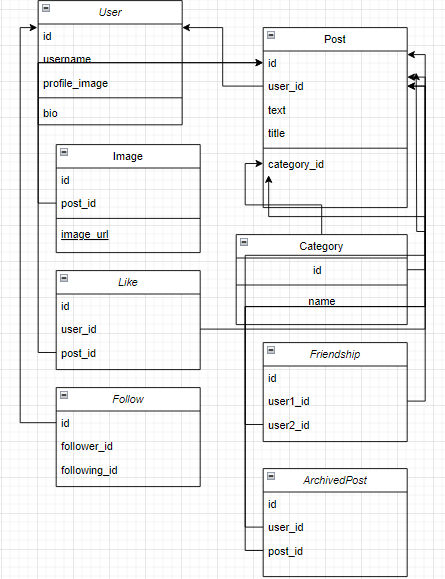 User
id
username
profile_image
bio
Post
id
user_id
text
title
category_id
Image
id
post_id
image_url
Category
id
name
Like
id
user_id
post_id
Friendship
id
user1_id
user2_id
Follow
id
follower_id
following_id
ArchivedPost
id
user_id
post_id